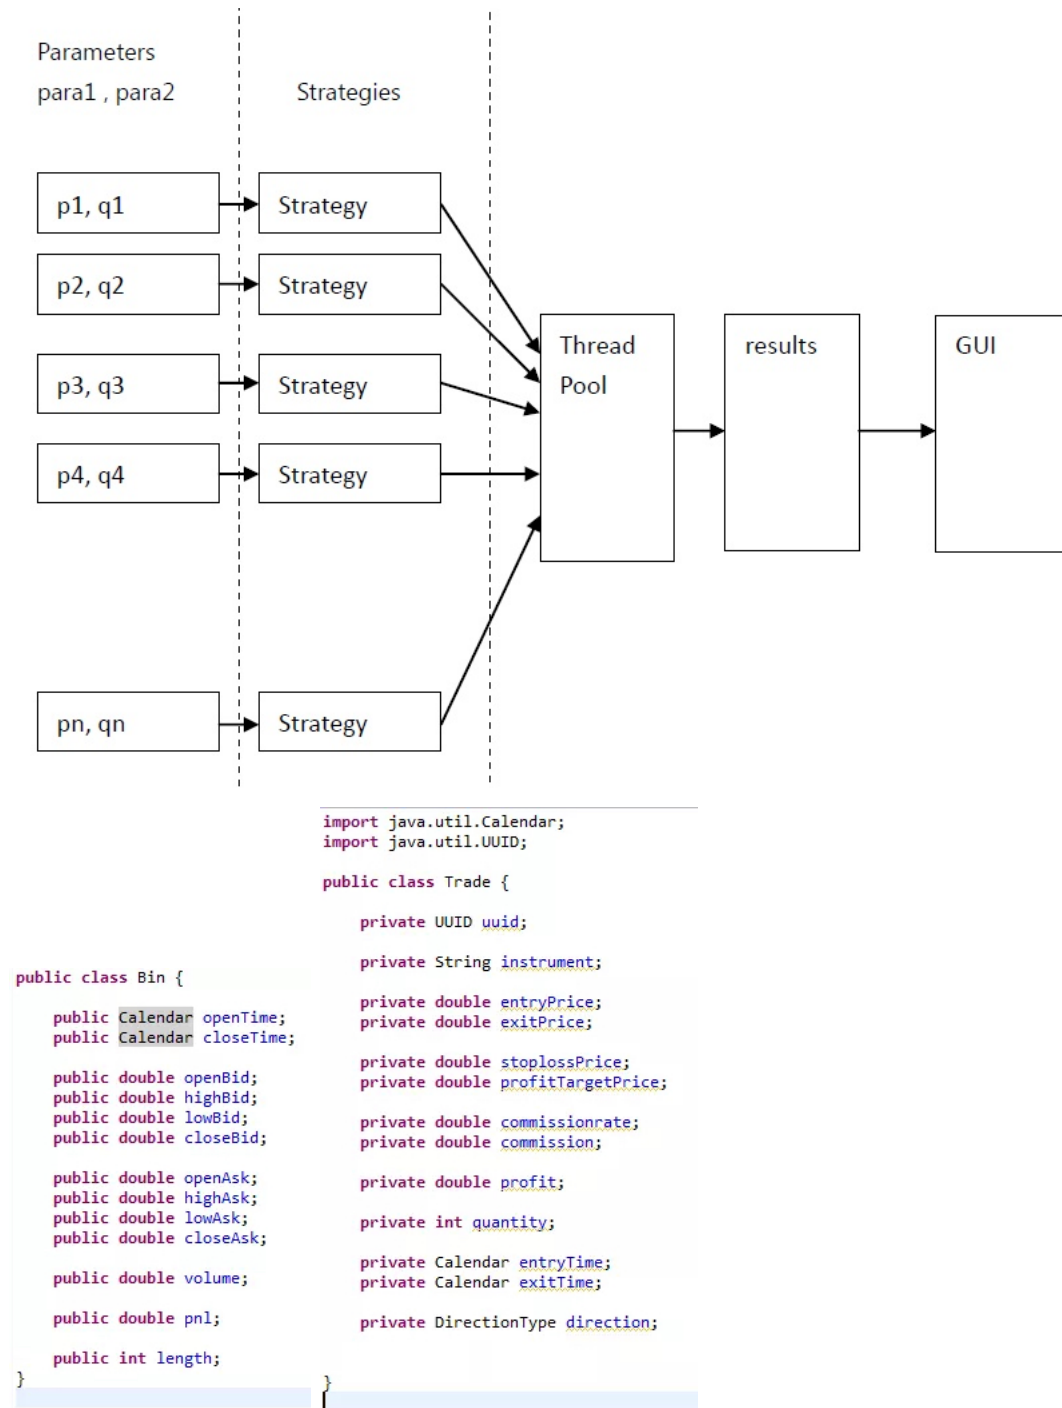 Parameters
para1 , para2
Strategies
p1, q1
Strategy
p2, q2
Strategy
p3, q3
Strategy
p4, q4
Strategy
pn, qn
Strategy
Thread
Pool
results
GUI
public class Bin {
public Calendar openTime;
public Calendar closeTime;
public double openBid;
public double highBid;
public double lowBid;
public double closeBid;
public double openAsk;
public double highAsk;
public double lowAsk;
public double closeAsk;
public double volume;
public double pnl;
public int length;
}
import java.util.Calendar;
import java.util.UUID;
public class Trade {
private UUID uuid;
private String instrument;
private double entryPrice;
private double exitPrice;
private double stoplossPrice;
private double profitTargetPrice;
private double commissionrate;
private double commission;
private double profit;
private int quantity;
private Calendar entryTime;
private Calendar exitTime;
private DirectionType direction;
}